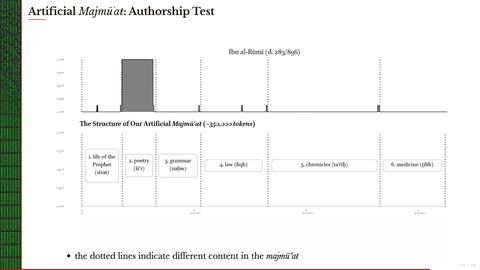 Artificial Majmūʿat: Authorship Test
Ibn al-Rūmī (d. 283/896)
The Structure of Our Artificial Majmūʿat (~350,000 tokens)
1. life of the
Prophet
(sīraŧ)
2. poetry
(šiʿr)
3. grammar
(naḥw)
4. law (fiqh)
5. chronicles (taʾrīḫ)
6. medicine (ṭibb)
• the dotted lines indicate different content in the majmūʿat